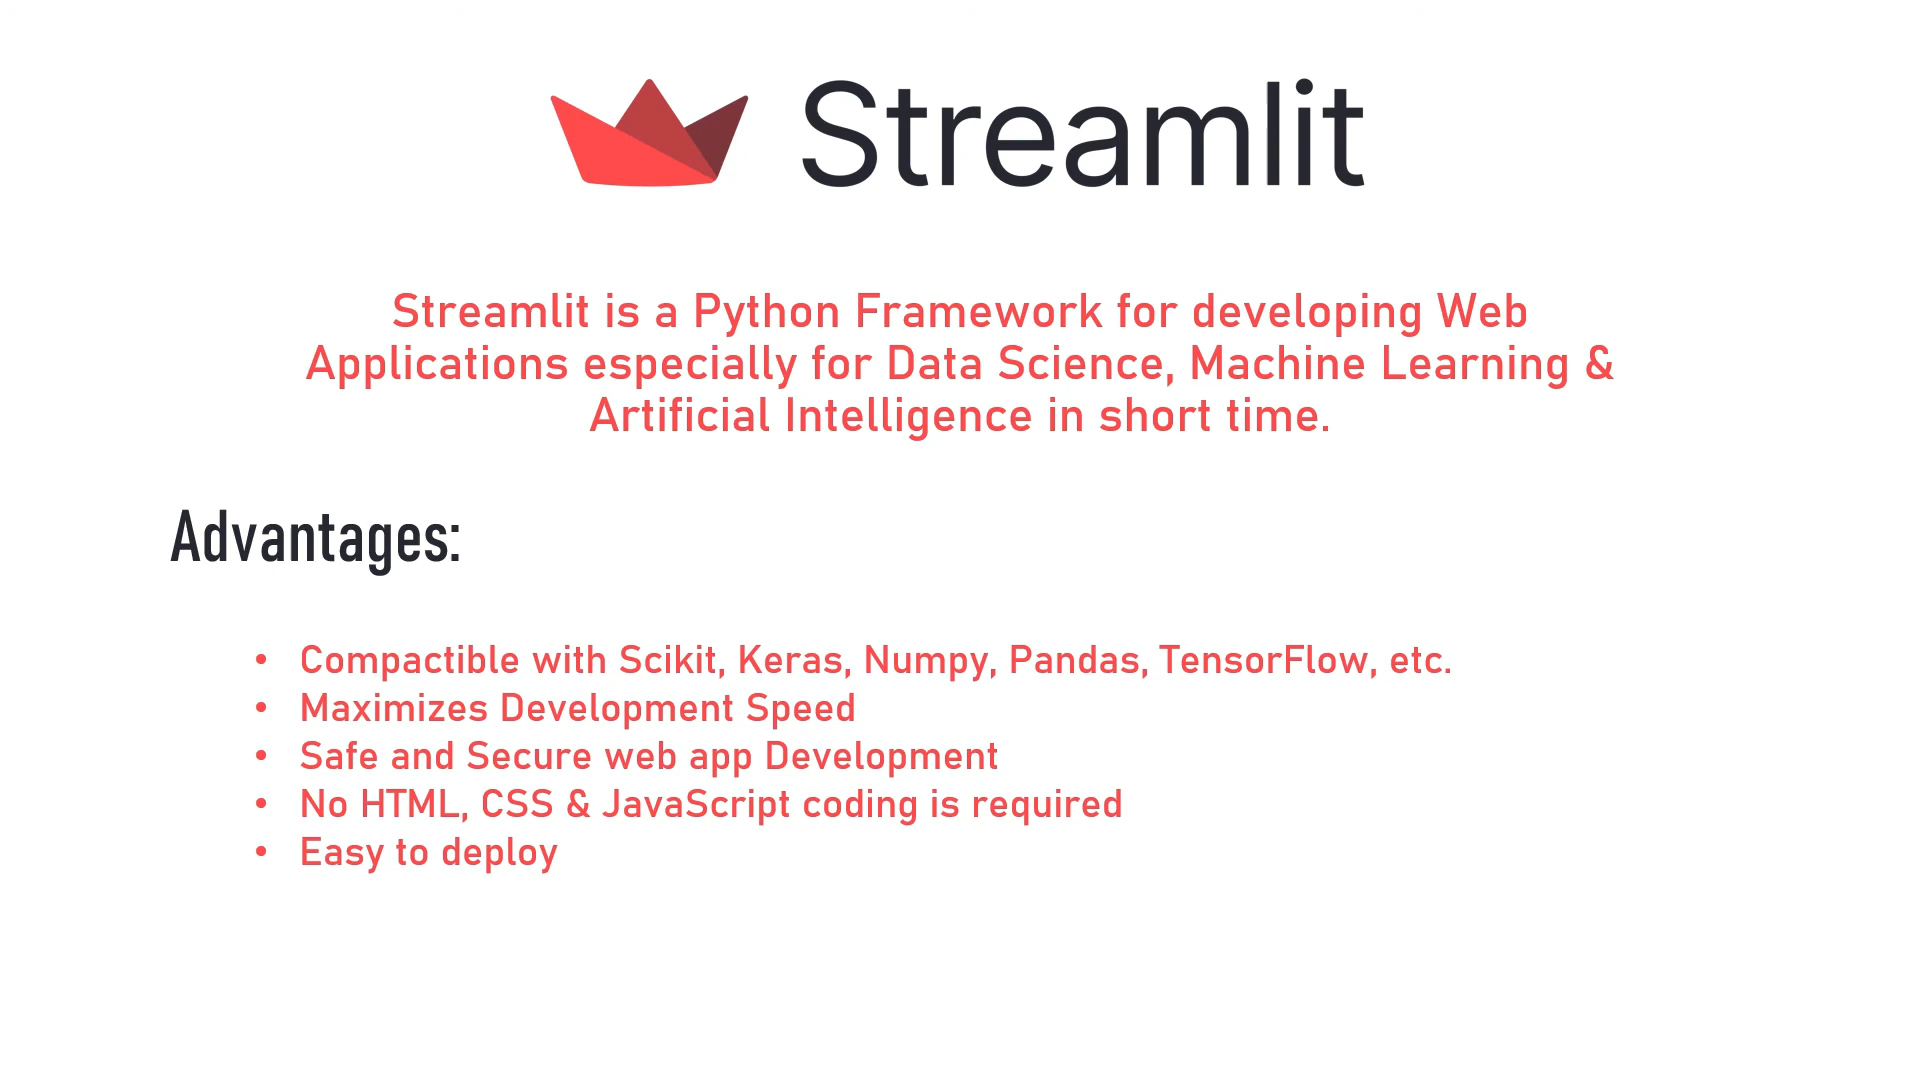 Streamlit
Streamlit is a Python Framework for developing Web
Applications especially for Data Science, Machine Learning &
Artificial Intelligence in short time.
Advantages:
• Compactible with Scikit, Keras, Numpy, Pandas, TensorFlow, etc.
• Maximizes Development Speed
• Safe and Secure web app Development
• No HTML, CSS & JavaScript coding is required
• Easy to deploy